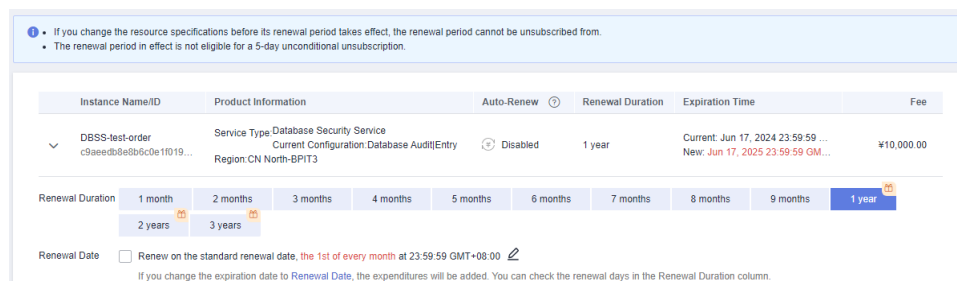 If you change the resource specifications before its renewal period takes effect, the renewal period cannot be unsubscribed from.
The renewal period in effect is not eligible for a 5-day unconditional unsubscription.
Instance Name/ID Product Information Auto-Renew ? Renewal Duration Expiration Time Fee
DBSS-test-order
c9aeedb8e8b6c0e1f019...
Service Type:Database Security Service
Current Configuration:Database Audit|Entry
Region:CN North-BPIT3
Disabled
1 year
Current: Jun 17, 2024 23:59:59 ...
New: Jun 17, 2025 23:59:59 GM...
¥10,000.00
Renewal Duration 1 month 2 months 3 months 4 months 5 months 6 months 7 months 8 months 9 months 1 year
2 years 3 years
Renewal Date Renew on the standard renewal date, the 1st of every month at 23:59:59 GMT+08:00
If you change the expiration date to Renewal Date, the expenditures will be added. You can check the renewal days in the Renewal Duration column.